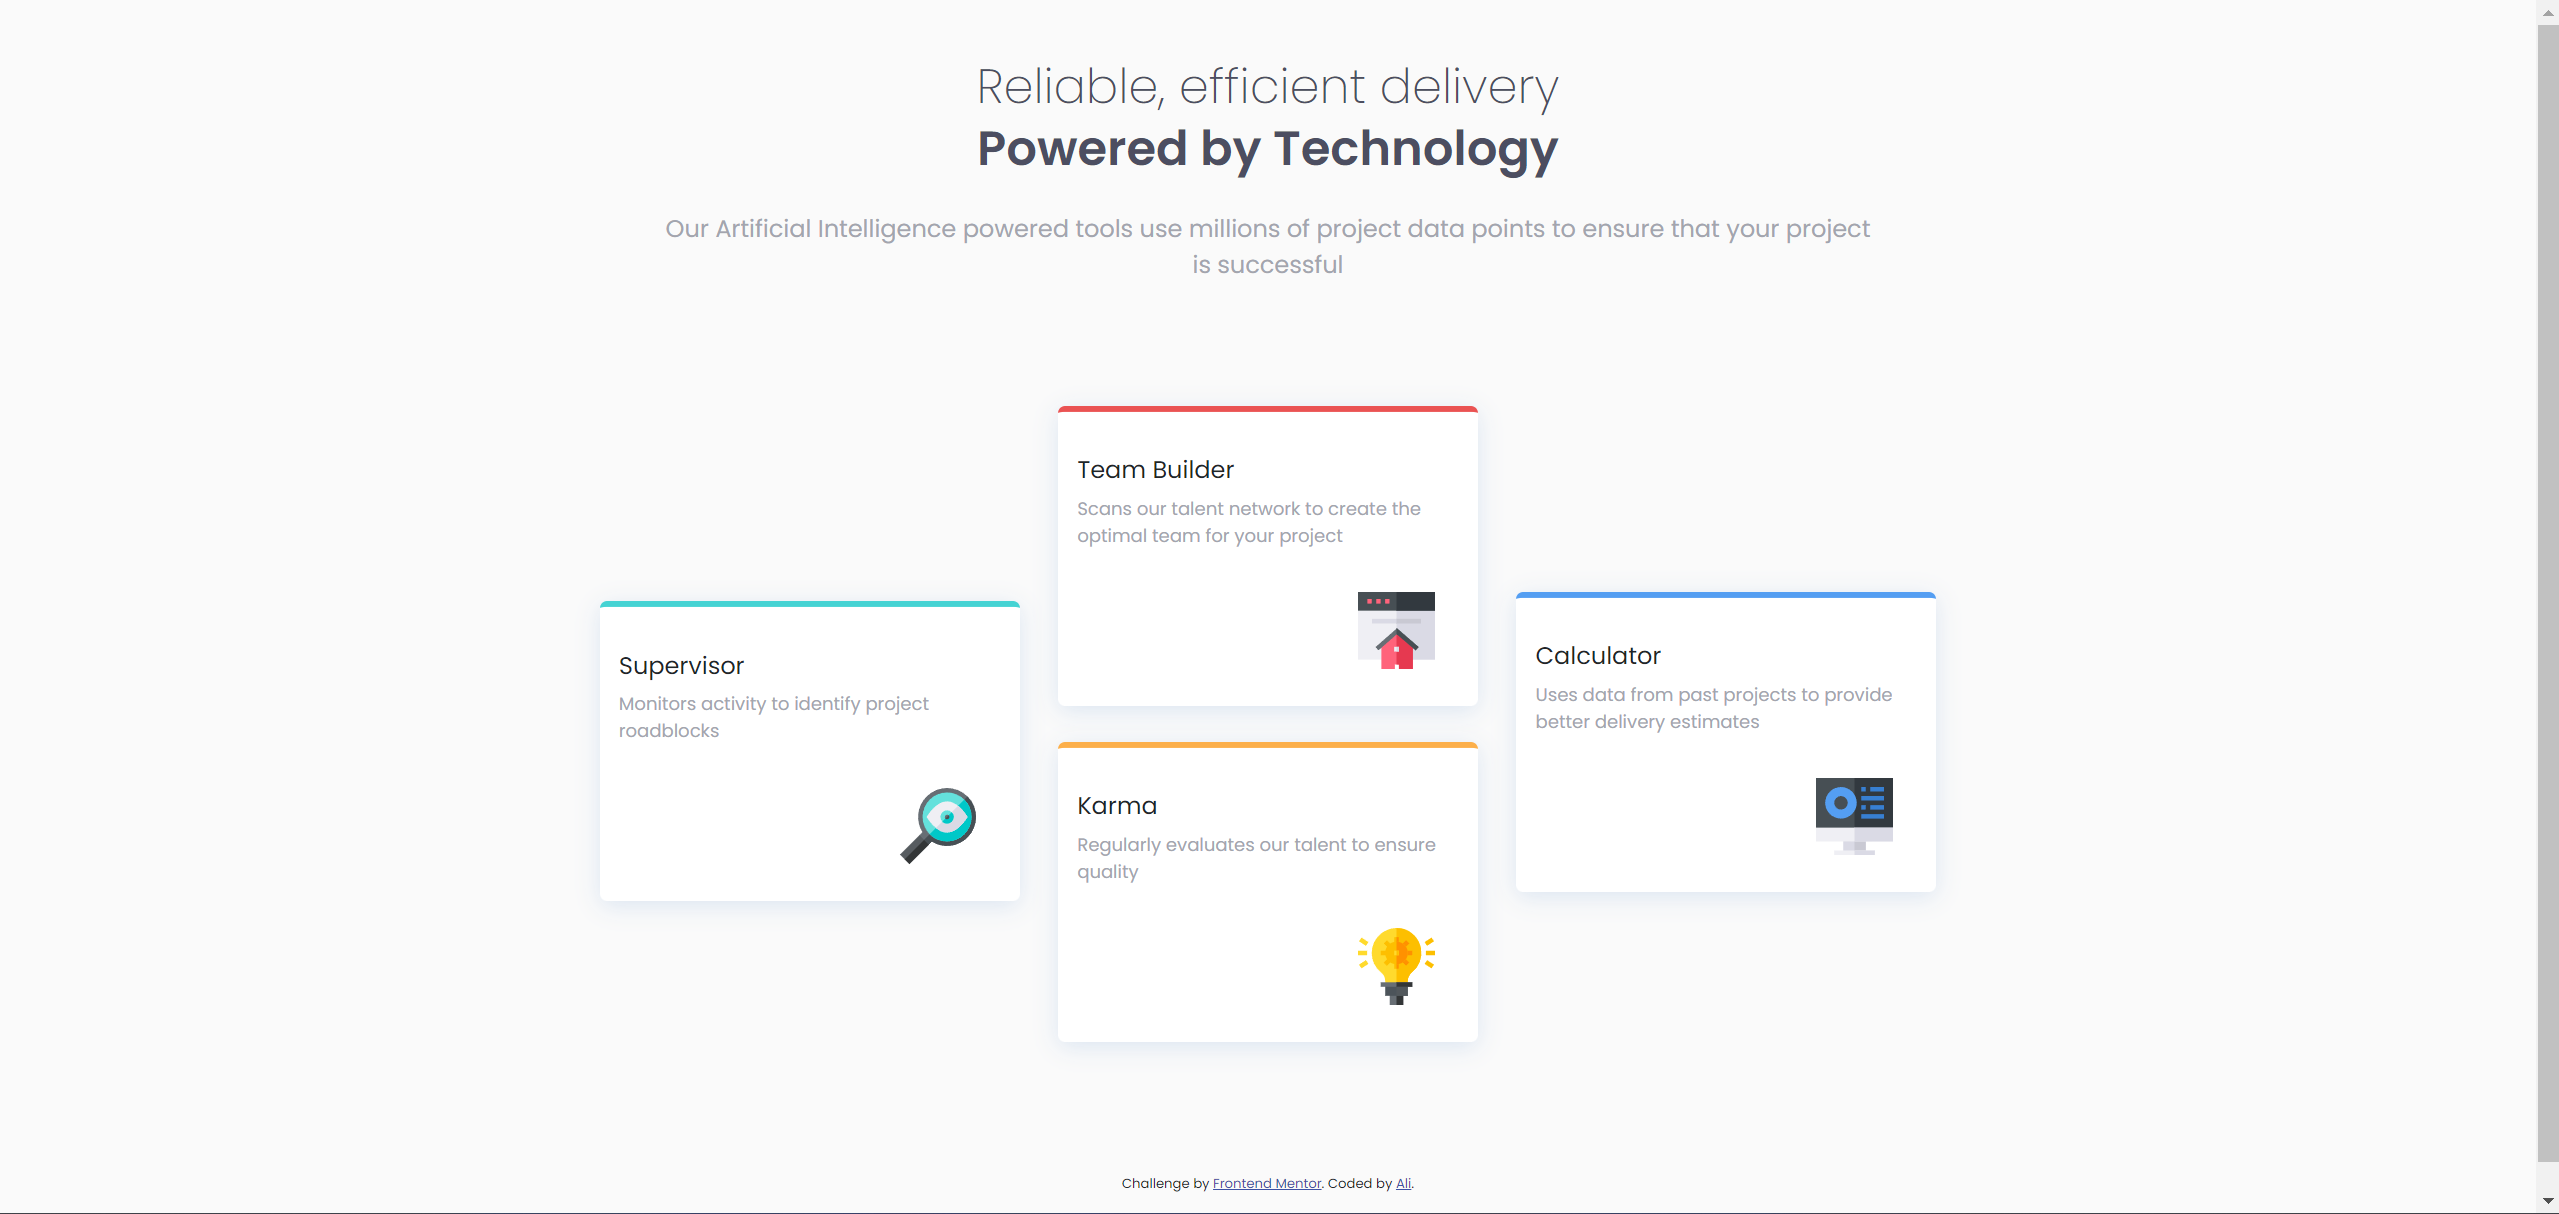 Reliable, efficient delivery
Powered by Technology
Our Artificial Intelligence powered tools use millions of project data points to ensure that your project
is successful
Team Builder
Scans our talent network to create the
optimal team for your project
Supervisor
Monitors activity to identify project
roadblocks
Calculator
Uses data from past projects to provide
better delivery estimates
Karma
Regularly evaluates our talent to ensure
quality
Challenge by Frontend Mentor. Coded by Ali.